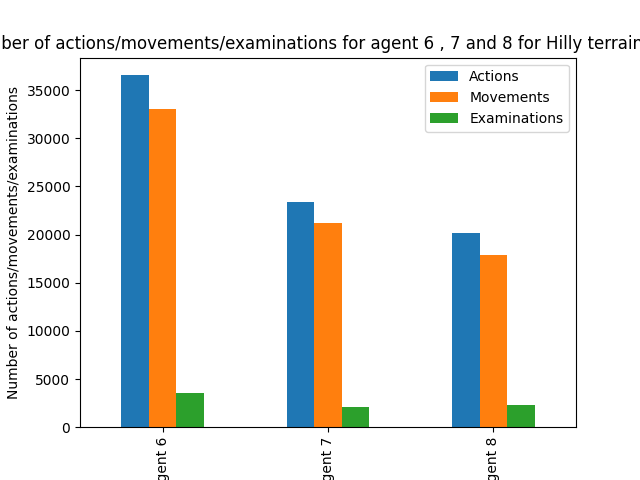 ber of actions/movements/examinations for agent 6 , 7 and 8 for Hilly terrain
Actions
Movements
Examinations
Number of actions/movements/examinations
35000
30000
25000
20000
15000
10000
5000
0
gent 6
gent 7
gent 8